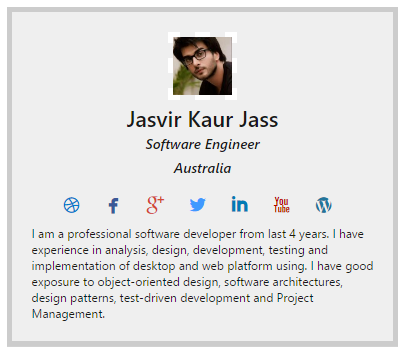 Jasvir Kaur Jass
Software Engineer
Australia
f g+ in You Tube W
I am a professional software developer from last 4 years. I have
experience in analysis, design, development, testing and
implementation of desktop and web platform using. I have good
exposure to object-oriented design, software architectures,
design patterns, test-driven development and Project
Management.